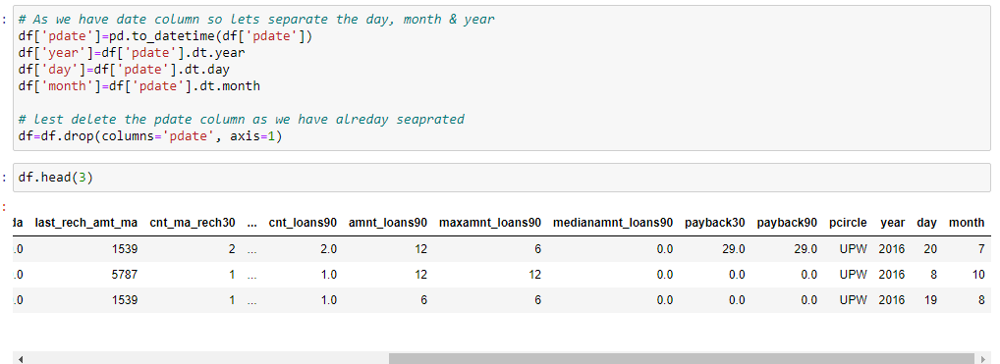 :
# As we have date column so lets separate the day, month & year
df['pdate']=pd.to_datetime(df['pdate'])
df['year']=df['pdate'].dt.year
df['day']=df['pdate'].dt.day
df['month']=df['pdate'].dt.month
# lest delete the pdate column as we have alreday seaprated
df=df.drop(columns='pdate', axis=1)
:
df.head(3)
:
da last_rech_amt_ma cnt_ma_rech30 ... cnt_loans90 amnt_loans90 maxamnt_loans90 medianamnt_loans90 payback30 payback90 pcircle year day month
.0 1539 2 ... 2.0 12 6 0.0 29.0 29.0 UPW 2016 20 7
.0 5787 1 ... 1.0 12 12 0.0 0.0 0.0 UPW 2016 8 10
.0 1539 1 ... 1.0 6 6 0.0 0.0 0.0 UPW 2016 19 8